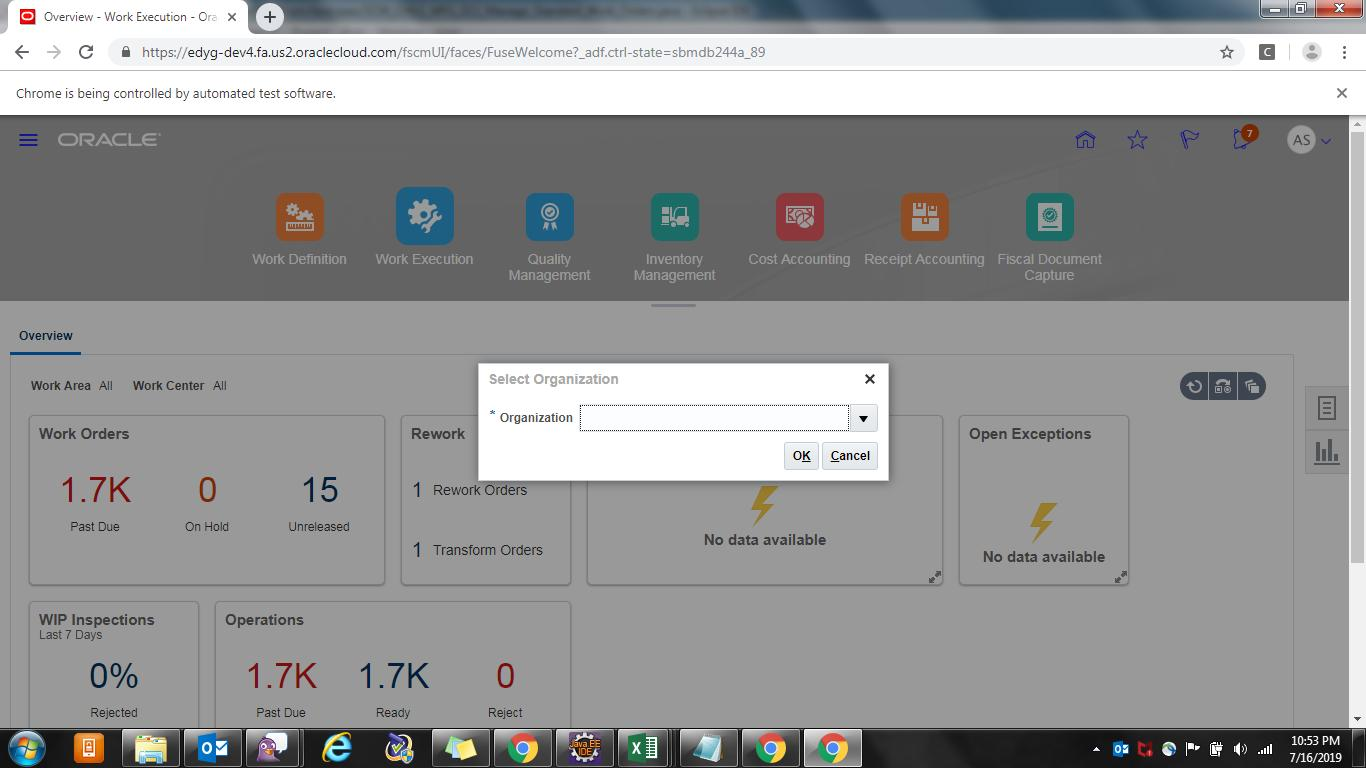 Overview - Work Execution - Ora
https://edyg-dev4.fa.us2.oraclecloud.com/fscmUI/faces/FuseWelcome?_adf.ctrl-state=sbmdb244a_89
C
Chrome is being controlled by automated test software.
ORACLE
7
AS
Work Definition
Work Execution
Quality
Management
Inventory
Management
Cost Accounting
Receipt Accounting
Fiscal Document
Capture
Overview
Work Area All Work Center All
Select Organization
* Organization
OK Cancel
Work Orders
1.7K
Past Due
0
On Hold
15
Unreleased
Rework
1 Rework Orders
1 Transform Orders
No data available
Open Exceptions
No data available
WIP Inspections
Last 7 Days
0%
Rejected
Operations
1.7K
Past Due
1.7K
Ready
0
Reject
Java EE
IDE
10:53 PM
7/16/2019